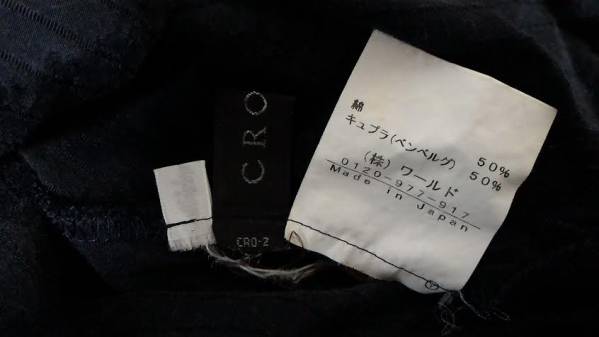 CRO
CRO-2
綿 50%
キュプラ(ベンベルグ) 50%
(株)ワールド
0120-977-917
Made in Japan